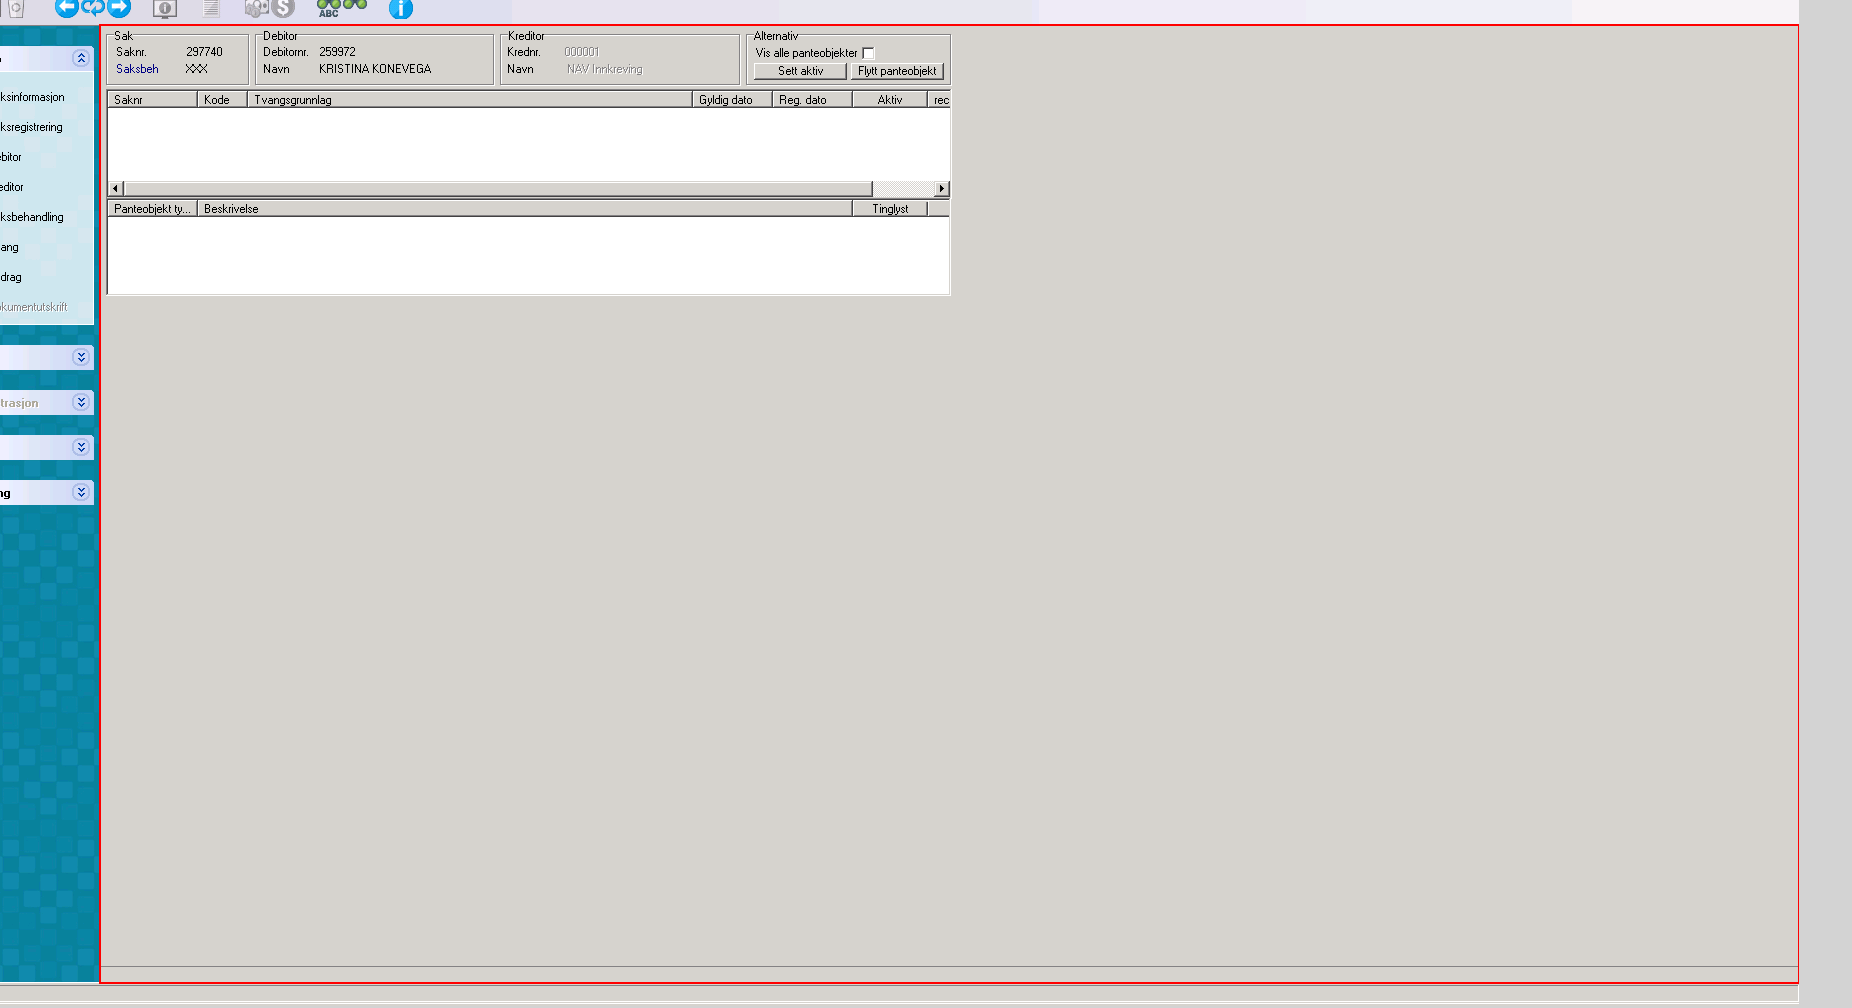 ABC
Sak
Saknr. 297740
Saksbeh XXX
Debitor
Debitornr. 259972
Navn KRISTINA KONEVEGA
Kreditor
Krednr. 000001
Navn NAV Innkreving
Alternativ
Vis alle panteobjekter
Sett aktiv Flytt panteobjekt
Saknr Kode Tvangsgrunnlag Gyldig dato Reg. dato Aktiv rec
Panteobjekt ty... Beskrivelse Tinglyst
ksinformasjon
ksregistrering
ebitor
editor
ksbehandling
ang
drag
okumentutskrift
trasjon
ng